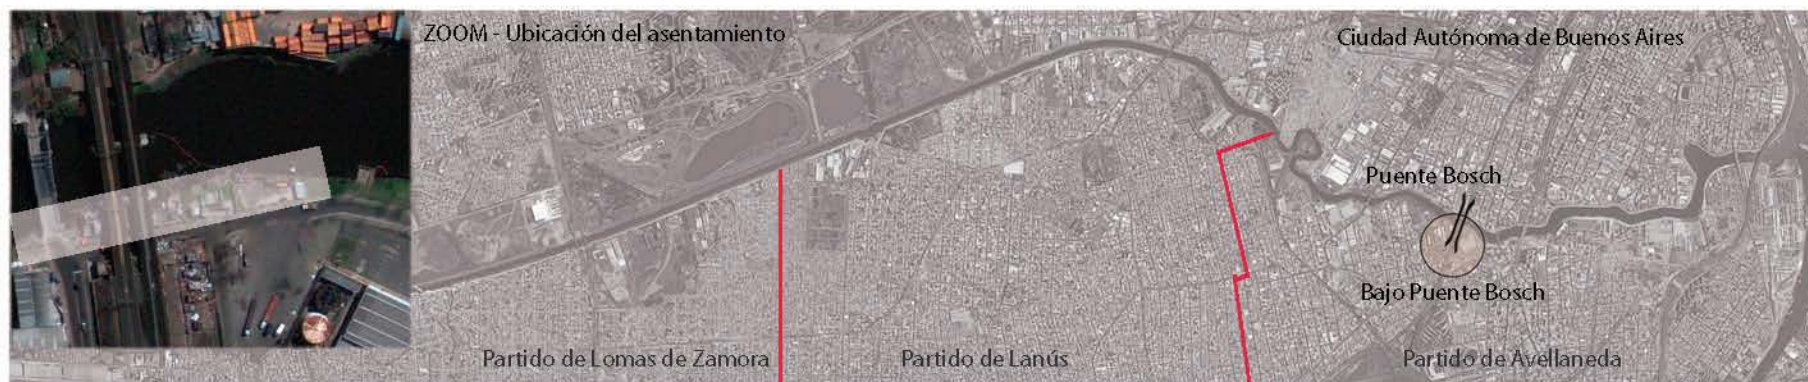 ZOOM - Ubicación del asentamiento
Ciudad Autónoma de Buenos Aires
Puente Bosch
Bajo Puente Bosch
Partido de Lomas de Zamora
Partido de Lanús
Partido de Avellaneda